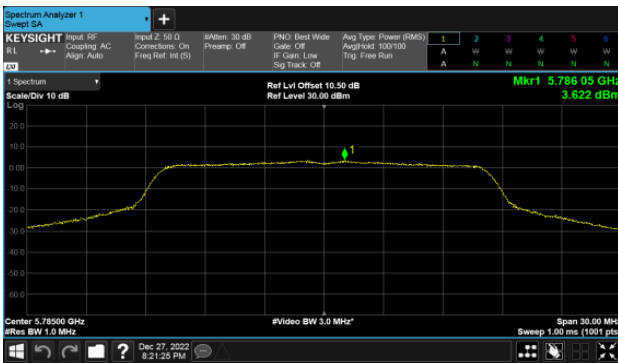 Spectrum Analyzer 1
Swept SA
KEYSIGHT Input: RF Input Z: 50 Ω #Atten: 30 dB PNO: Best Wide Avg Type: Power (RMS) 1 2 3 4 5 6
RL Coupling: AC Corrections: On Preamp: Off Gate: Off Avg|Hold: 100/100 A W W W W W
Align: Auto Freq Ref: Int (S) IF Gain: Low Trig: Free Run A N N N N N
LXI Sig Track: Off
1 Spectrum Ref Lvl Offset 10.50 dB Mkr1 5.786 05 GHz
Scale/Div 10 dB Ref Level 30.00 dBm 3.622 dBm
Log
20.0
10.0
1
0.00
-10.0
-20.0
-30.0
-40.0
-50.0
-60.0
Center 5.78500 GHz #Video BW 3.0 MHz* Span 30.00 MHz
#Res BW 1.0 MHz Sweep 1.00 ms (1001 pts
Dec 27, 2022
8:21:25 PM